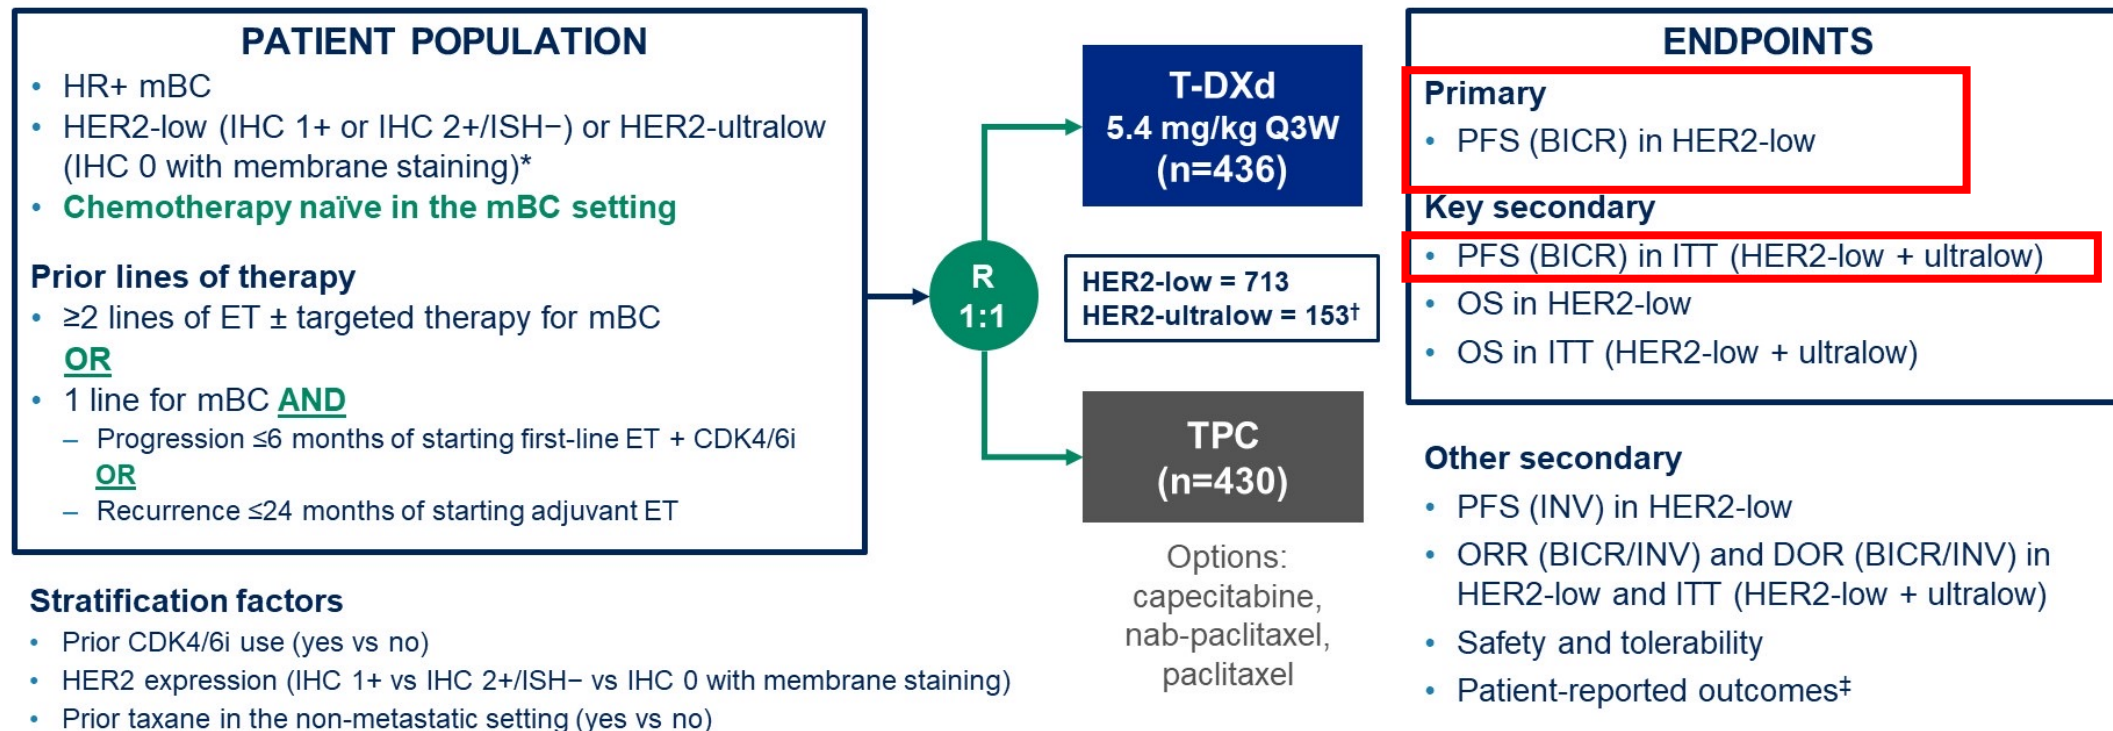 PATIENT POPULATION
• HR+ mBC
• HER2-low (IHC 1+ or IHC 2+/ISH−) or HER2-ultralow
(IHC 0 with membrane staining)*
• Chemotherapy naïve in the mBC setting
Prior lines of therapy
• ≥2 lines of ET ± targeted therapy for mBC
OR
• 1 line for mBC AND
– Progression ≤6 months of starting first-line ET + CDK4/6i
OR
– Recurrence ≤24 months of starting adjuvant ET
Stratification factors
• Prior CDK4/6i use (yes vs no)
• HER2 expression (IHC 1+ vs IHC 2+/ISH− vs IHC 0 with membrane staining)
• Prior taxane in the non-metastatic setting (yes vs no)
R
1:1
T-DXd
5.4 mg/kg Q3W
(n=436)
HER2-low = 713
HER2-ultralow = 153†
TPC
(n=430)
Options:
capecitabine,
nab-paclitaxel,
paclitaxel
ENDPOINTS
Primary
• PFS (BICR) in HER2-low
Key secondary
• PFS (BICR) in ITT (HER2-low + ultralow)
• OS in HER2-low
• OS in ITT (HER2-low + ultralow)
Other secondary
• PFS (INV) in HER2-low
• ORR (BICR/INV) and DOR (BICR/INV) in
HER2-low and ITT (HER2-low + ultralow)
• Safety and tolerability
• Patient-reported outcomes‡